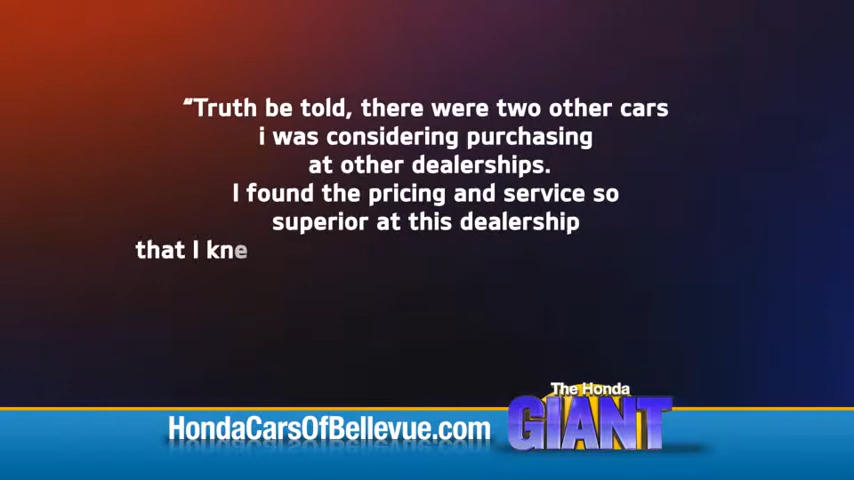 “Truth be told, there were two other cars
i was considering purchasing
at other dealerships.
I found the pricing and service so
superior at this dealership
that I kne
The Honda
GIANT
HondaCarsOfBellevue.com